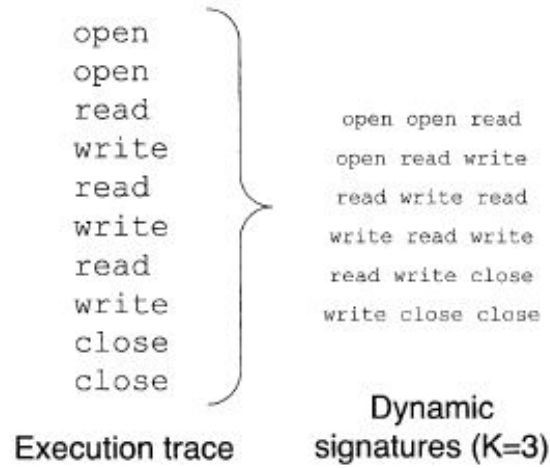 open
open
read
write
read
write
read
write
close
close
Execution trace
open open read
open read write
read write read
write read write
read write close
write close close
Dynamic
signatures (K=3)